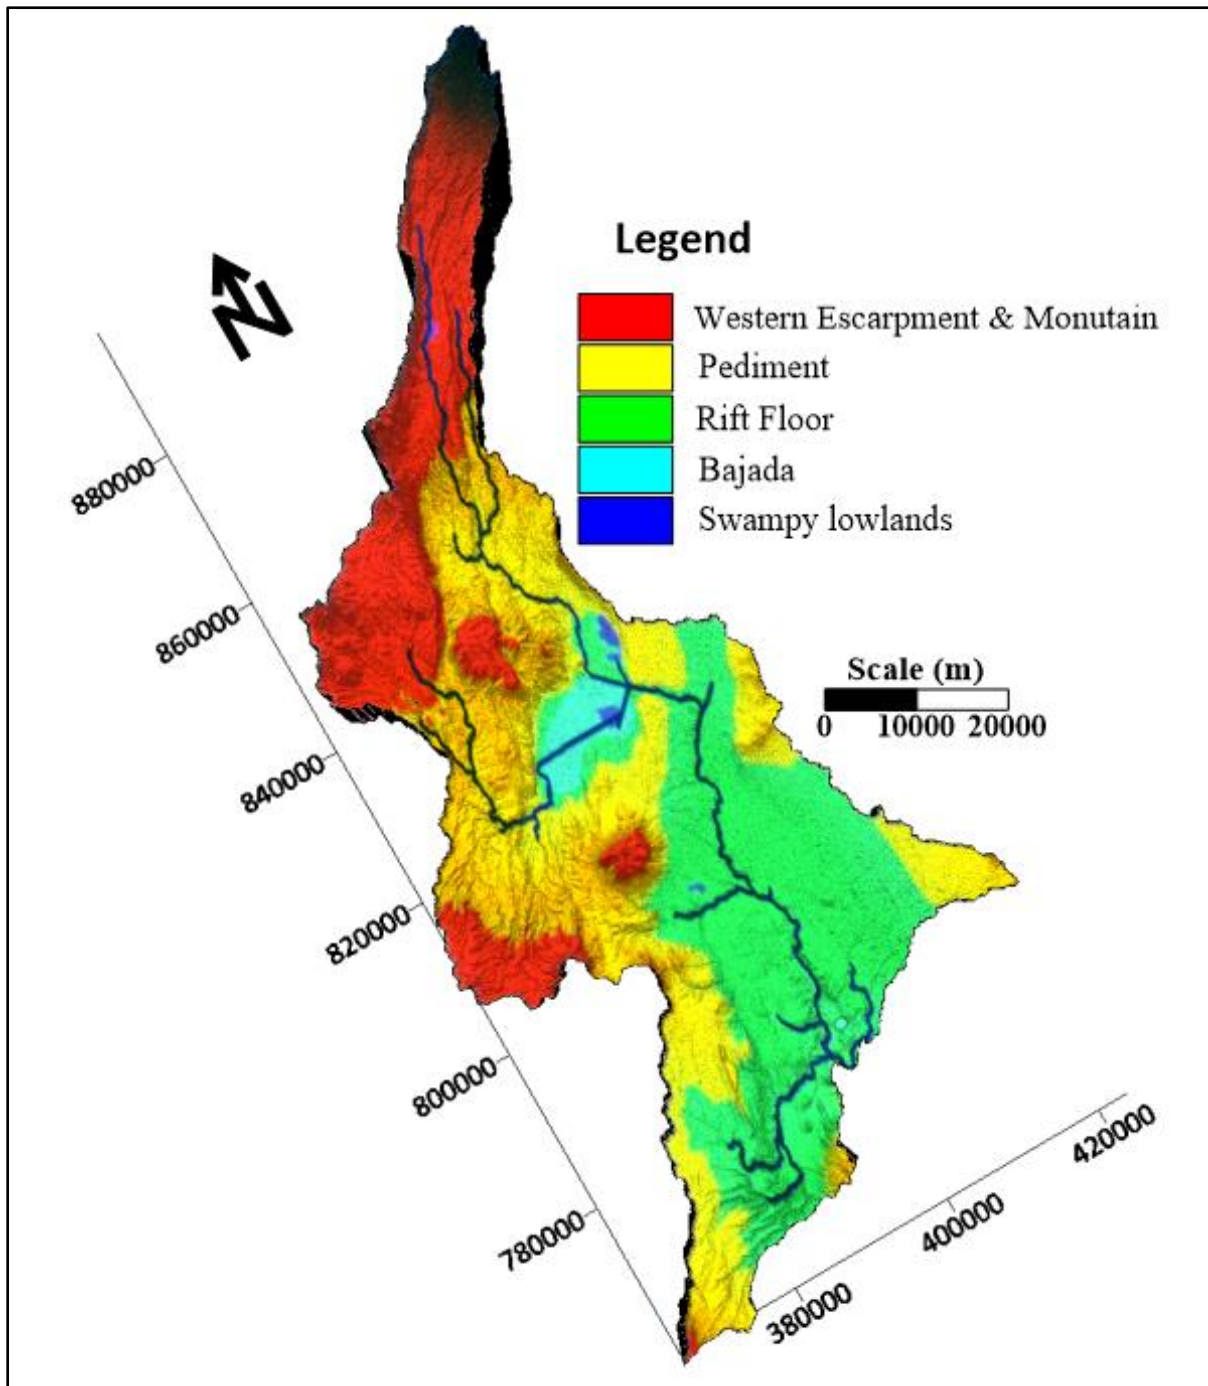 Legend
Western Escarpment & Monutain
Pediment
Rift Floor
Bajada
Swampy lowlands
N
Scale (m)
0 10000 20000
880000
860000
840000
820000
800000
780000
380000
400000
420000